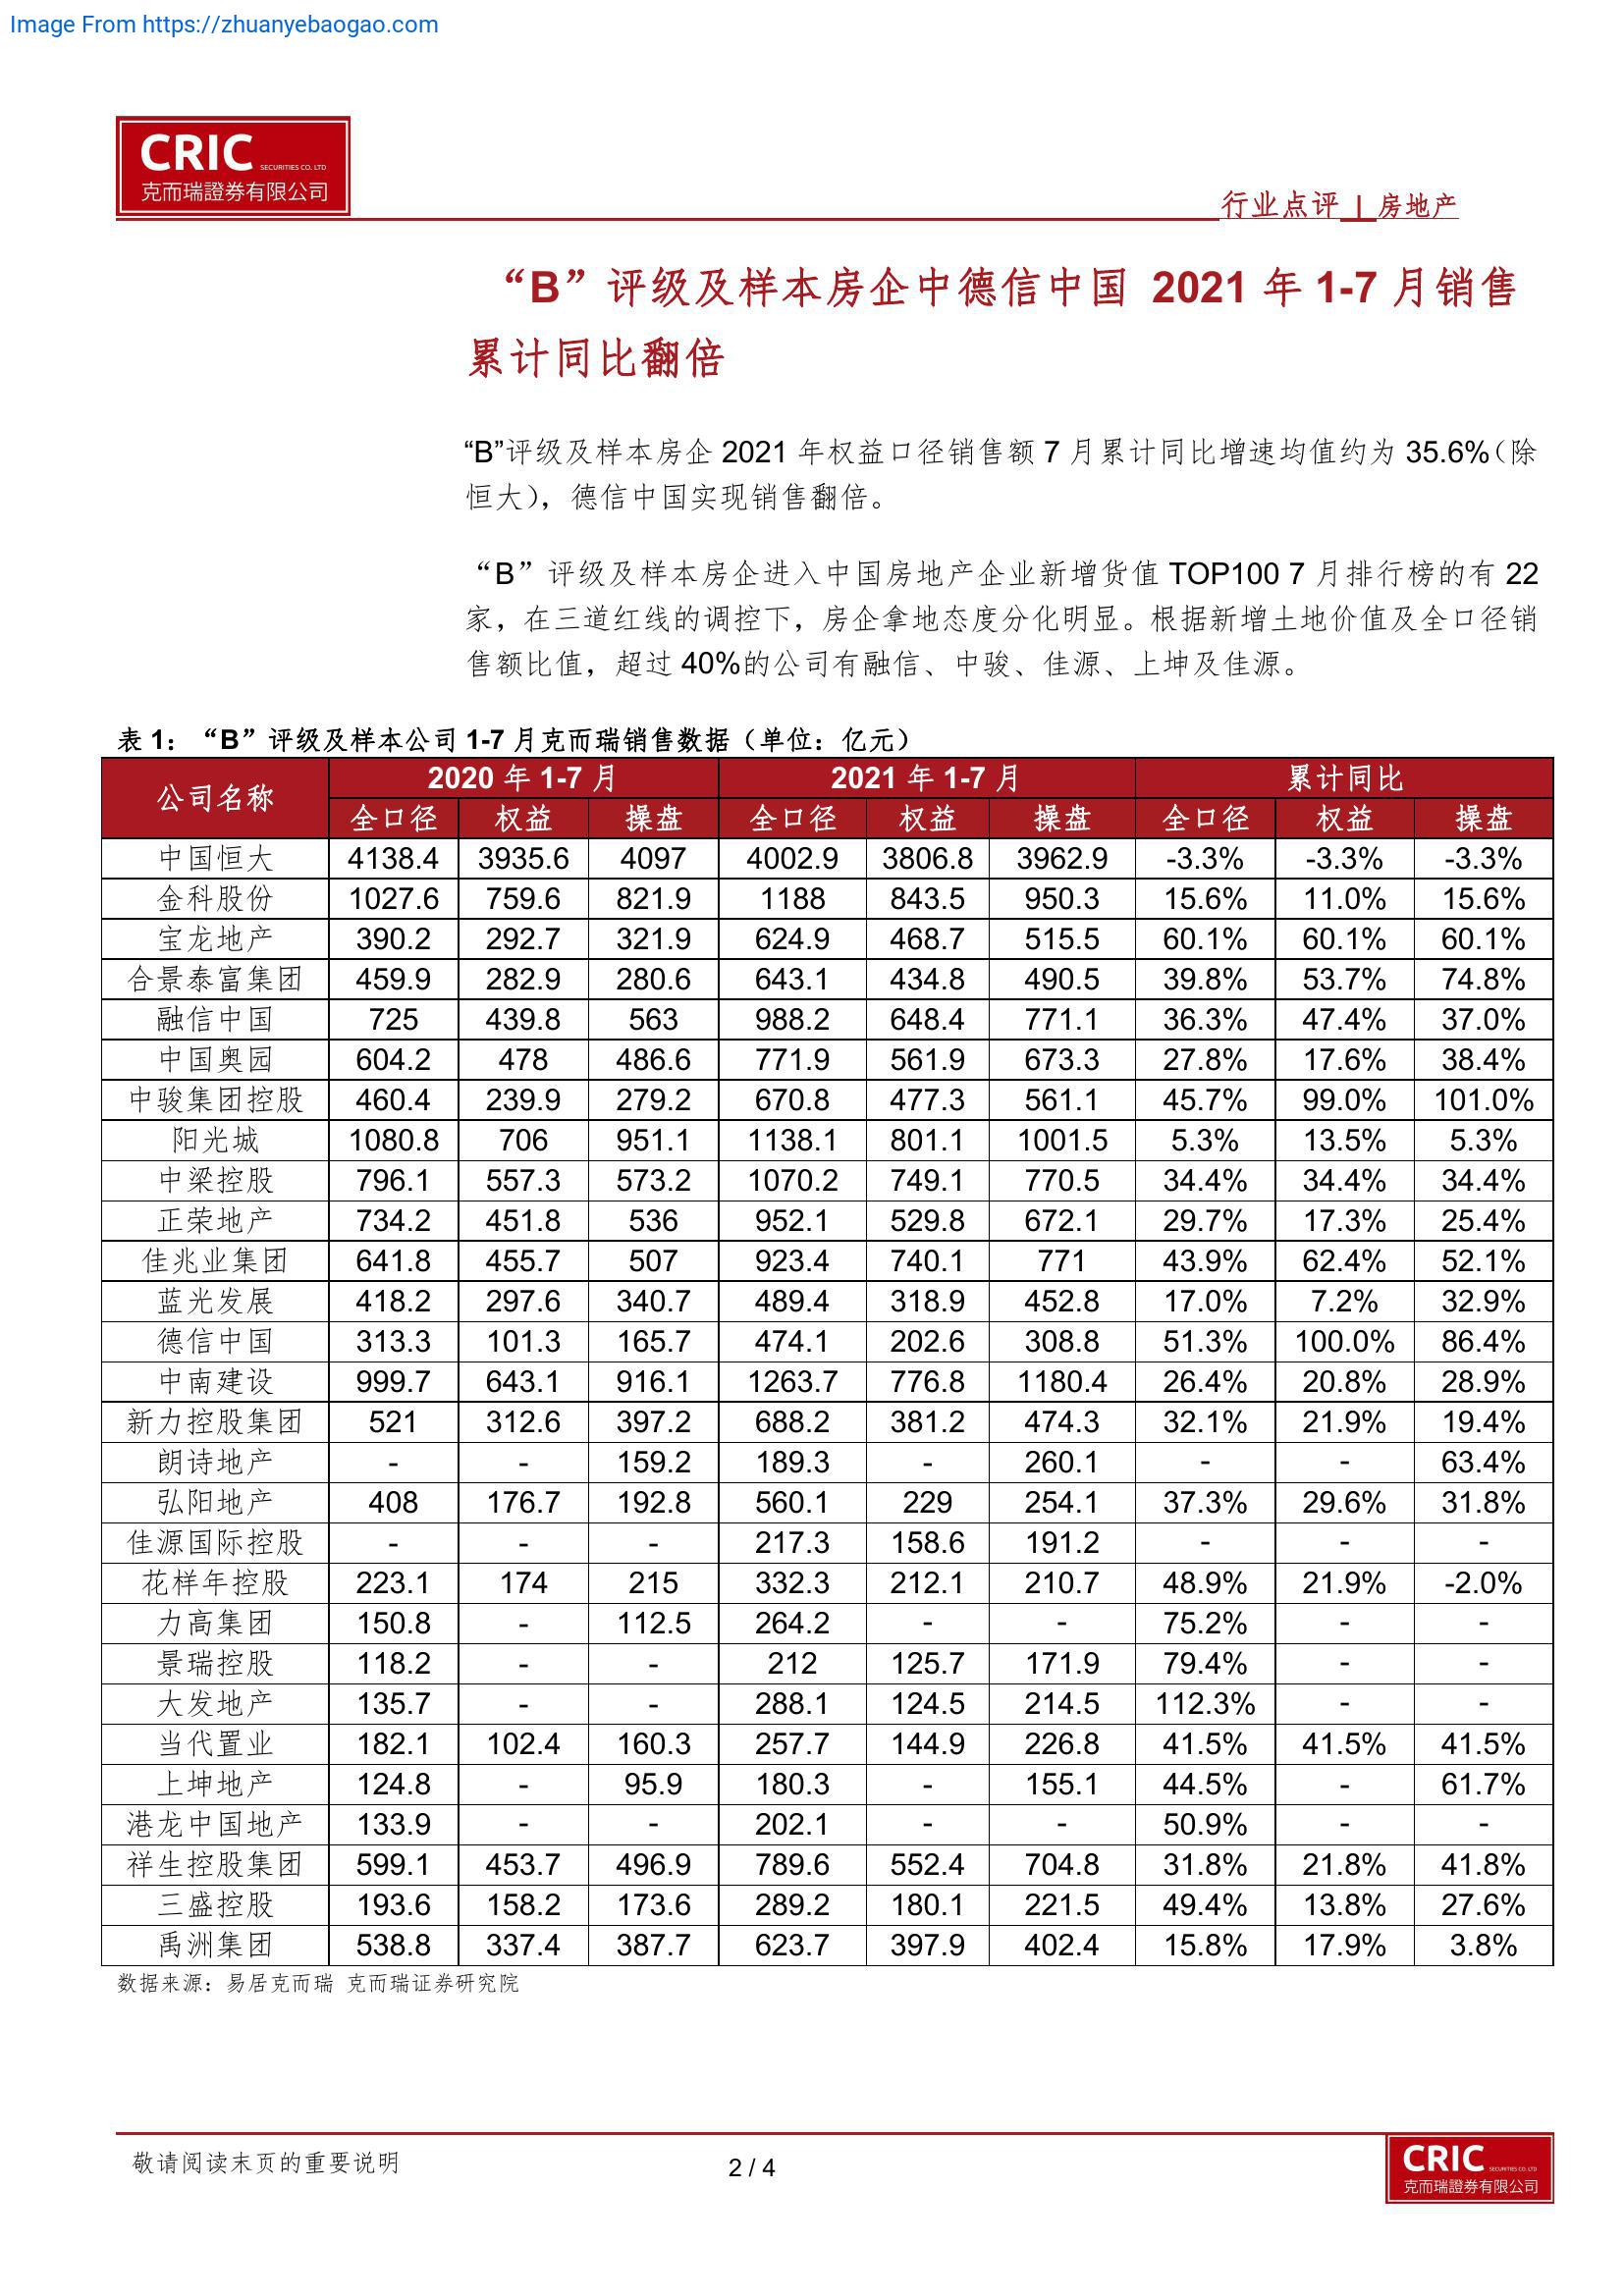 Image From https://zhuanyebaogao.com
CRIC SECURITIES CO. LTD
克而瑞證券有限公司
行业点评 | 房地产
“B”评级及样本房企中德信中国 2021 年 1-7 月销售
累计同比翻倍
“B”评级及样本房企 2021 年权益口径销售额 7 月累计同比增速均值约为 35.6%（除
恒大），德信中国实现销售翻倍。
“B”评级及样本房企进入中国房地产企业新增货值 TOP100 7 月排行榜的有 22
家，在三道红线的调控下，房企拿地态度分化明显。根据新增土地价值及全口径销
售额比值，超过 40%的公司有融信、中骏、佳源、上坤及佳源。
表 1：“B”评级及样本公司 1-7 月克而瑞销售数据（单位：亿元）
公司名称 2020 年 1-7 月 2021 年 1-7 月 累计同比
全口径 权益 操盘 全口径 权益 操盘 全口径 权益 操盘
中国恒大 4138.4 3935.6 4097 4002.9 3806.8 3962.9 -3.3% -3.3% -3.3%
金科股份 1027.6 759.6 821.9 1188 843.5 950.3 15.6% 11.0% 15.6%
宝龙地产 390.2 292.7 321.9 624.9 468.7 515.5 60.1% 60.1% 60.1%
合景泰富集团 459.9 282.9 280.6 643.1 434.8 490.5 39.8% 53.7% 74.8%
融信中国 725 439.8 563 988.2 648.4 771.1 36.3% 47.4% 37.0%
中国奥园 604.2 478 486.6 771.9 561.9 673.3 27.8% 17.6% 38.4%
中骏集团控股 460.4 239.9 279.2 670.8 477.3 561.1 45.7% 99.0% 101.0%
阳光城 1080.8 706 951.1 1138.1 801.1 1001.5 5.3% 13.5% 5.3%
中梁控股 796.1 557.3 573.2 1070.2 749.1 770.5 34.4% 34.4% 34.4%
正荣地产 734.2 451.8 536 952.1 529.8 672.1 29.7% 17.3% 25.4%
佳兆业集团 641.8 455.7 507 923.4 740.1 771 43.9% 62.4% 52.1%
蓝光发展 418.2 297.6 340.7 489.4 318.9 452.8 17.0% 7.2% 32.9%
德信中国 313.3 101.3 165.7 474.1 202.6 308.8 51.3% 100.0% 86.4%
中南建设 999.7 643.1 916.1 1263.7 776.8 1180.4 26.4% 20.8% 28.9%
新力控股集团 521 312.6 397.2 688.2 381.2 474.3 32.1% 21.9% 19.4%
朗诗地产 - - 159.2 189.3 - 260.1 - - 63.4%
弘阳地产 408 176.7 192.8 560.1 229 254.1 37.3% 29.6% 31.8%
佳源国际控股 - - - 217.3 158.6 191.2 - - -
花样年控股 223.1 174 215 332.3 212.1 210.7 48.9% 21.9% -2.0%
力高集团 150.8 - 112.5 264.2 - - 75.2% - -
景瑞控股 118.2 - - 212 125.7 171.9 79.4% - -
大发地产 135.7 - - 288.1 124.5 214.5 112.3% - -
当代置业 182.1 102.4 160.3 257.7 144.9 226.8 41.5% 41.5% 41.5%
上坤地产 124.8 - 95.9 180.3 - 155.1 44.5% - 61.7%
港龙中国地产 133.9 - - 202.1 - - 50.9% - -
祥生控股集团 599.1 453.7 496.9 789.6 552.4 704.8 31.8% 21.8% 41.8%
三盛控股 193.6 158.2 173.6 289.2 180.1 221.5 49.4% 13.8% 27.6%
禹洲集团 538.8 337.4 387.7 623.7 397.9 402.4 15.8% 17.9% 3.8%
数据来源：易居克而瑞 克而瑞证券研究院
敬请阅读末页的重要说明
2 / 4
CRIC SECURITIES CO. LTD
克而瑞證券有限公司